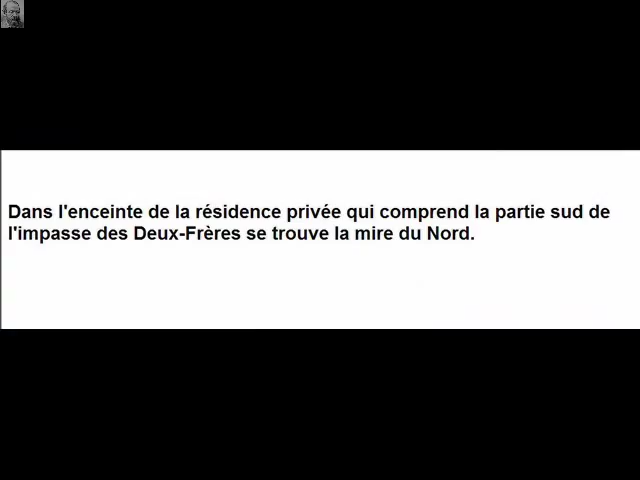 Dans l'enceinte de la résidence privée qui comprend la partie sud de
l'impasse des Deux-Frères se trouve la mire du Nord.